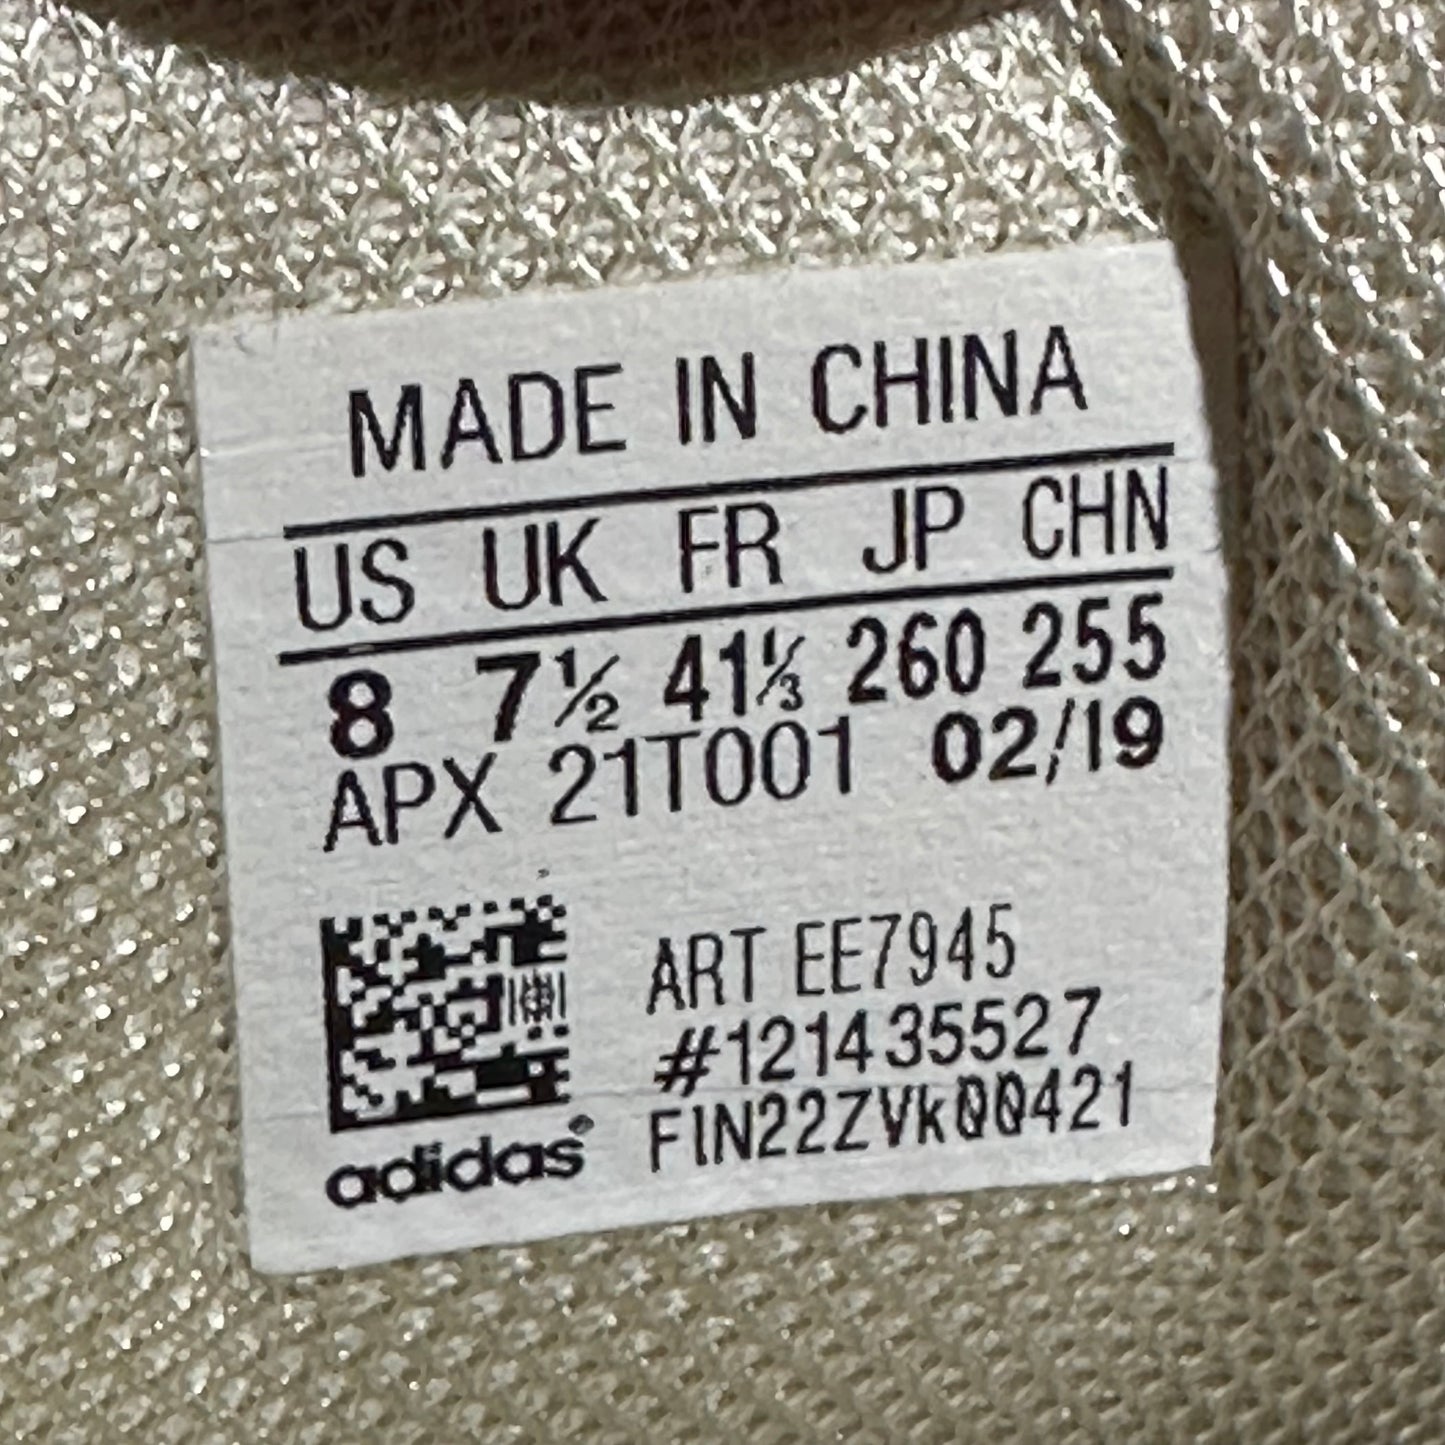 MADE IN CHINA
US UK FR JP CHN
8 7½ 41⅓ 260 255
APX 21T001 02/19
ART EE7945
#121435527
FIN22ZVK00421
adidas®